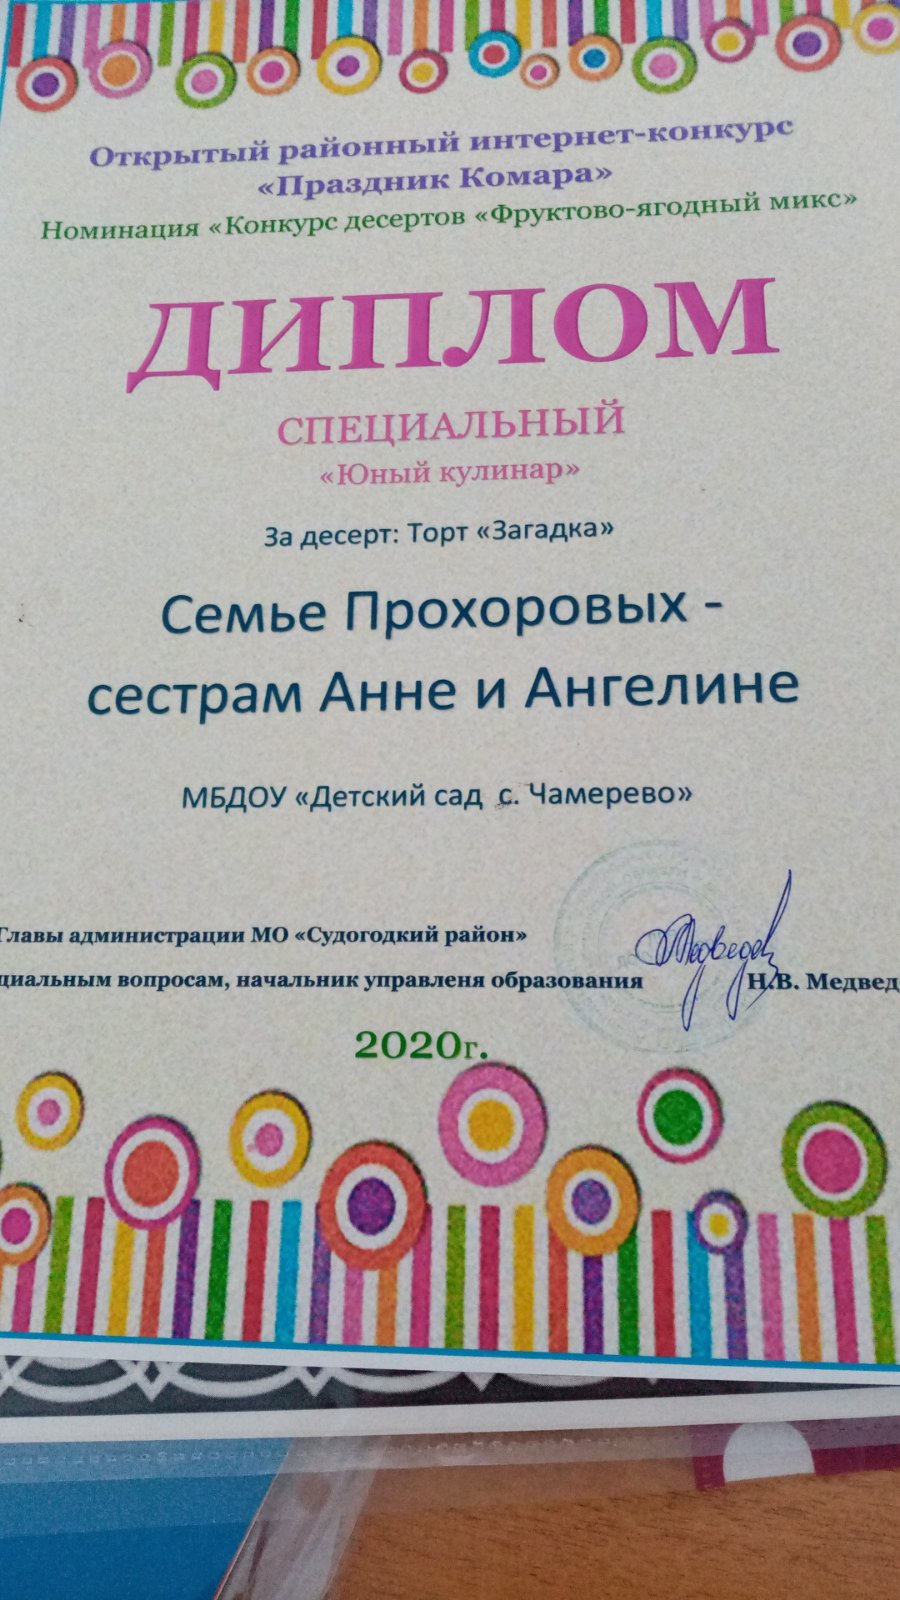 Открытый районный интернет-конкурс
«Праздник Комара»
Номинация «Конкурс десертов «Фруктово-ягодный микс»
ДИПЛОМ
СПЕЦИАЛЬНЫЙ
«Юный кулинар»
За десерт: Торт «Загадка»
Семье Прохоровых -
сестрам Анне и Ангелине
МБДОУ «Детский сад с. Чамерево»
Главы администрации МО «Судогодкий район»
циальным вопросам, начальник управленя образования Н.В. Медвед
2020г.